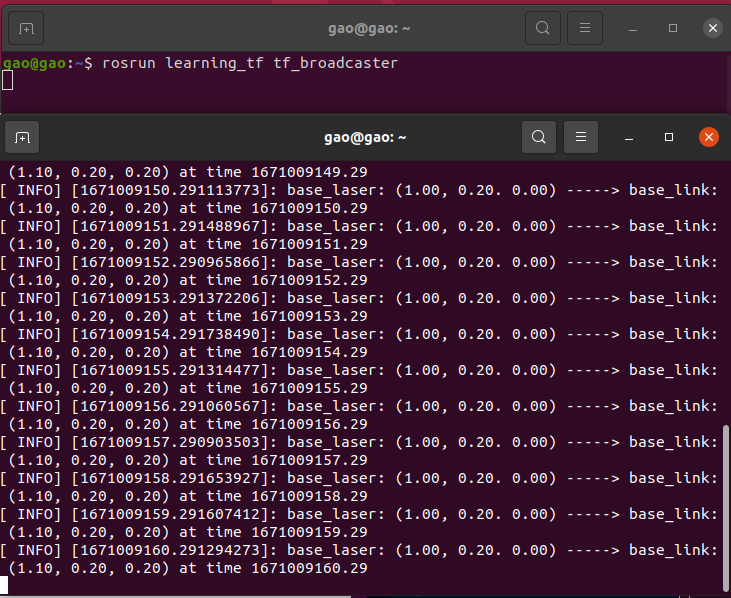 gao@gao: ~
gao@gao:~$ rosrun learning_tf tf_broadcaster
gao@gao: ~
(1.10, 0.20, 0.20) at time 1671009149.29
[ INFO] [1671009150.291113773]: base_laser: (1.00, 0.20. 0.00) -----> base_link:
(1.10, 0.20, 0.20) at time 1671009150.29
[ INFO] [1671009151.291488967]: base_laser: (1.00, 0.20. 0.00) -----> base_link:
(1.10, 0.20, 0.20) at time 1671009151.29
[ INFO] [1671009152.290965866]: base_laser: (1.00, 0.20. 0.00) -----> base_link:
(1.10, 0.20, 0.20) at time 1671009152.29
[ INFO] [1671009153.291372206]: base_laser: (1.00, 0.20. 0.00) -----> base_link:
(1.10, 0.20, 0.20) at time 1671009153.29
[ INFO] [1671009154.291738490]: base_laser: (1.00, 0.20. 0.00) -----> base_link:
(1.10, 0.20, 0.20) at time 1671009154.29
[ INFO] [1671009155.291314477]: base_laser: (1.00, 0.20. 0.00) -----> base_link:
(1.10, 0.20, 0.20) at time 1671009155.29
[ INFO] [1671009156.291060567]: base_laser: (1.00, 0.20. 0.00) -----> base_link:
(1.10, 0.20, 0.20) at time 1671009156.29
[ INFO] [1671009157.290903503]: base_laser: (1.00, 0.20. 0.00) -----> base_link:
(1.10, 0.20, 0.20) at time 1671009157.29
[ INFO] [1671009158.291653927]: base_laser: (1.00, 0.20. 0.00) -----> base_link:
(1.10, 0.20, 0.20) at time 1671009158.29
[ INFO] [1671009159.291607412]: base_laser: (1.00, 0.20. 0.00) -----> base_link:
(1.10, 0.20, 0.20) at time 1671009159.29
[ INFO] [1671009160.291294273]: base_laser: (1.00, 0.20. 0.00) -----> base_link:
(1.10, 0.20, 0.20) at time 1671009160.29